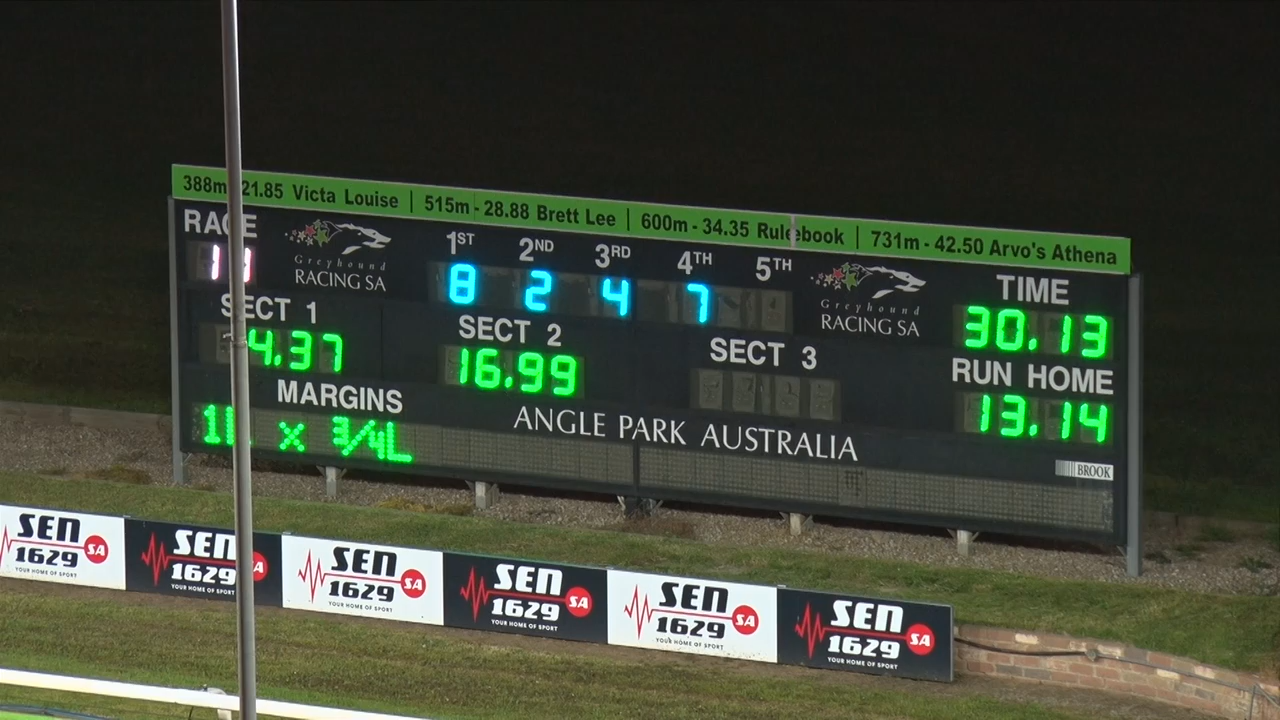 388m 21.85 Victa Louise | 515m - 28.88 Brett Lee | 600m - 34.35 Rulebook | 731m - 42.50 Arvo's Athena
RACE
11
Greyhound
RACING SA
1ST 2ND 3RD 4TH 5TH
8 2 4 7
Greyhound
RACING SA
TIME
30.13
SECT 1
4.37
SECT 2
16.99
SECT 3
RUN HOME
13.14
MARGINS
x 3/4L
ANGLE PARK AUSTRALIA
BROOK
SEN
1629 SA
YOUR HOME OF SPORT
SEN
1629
YOUR HOME OF SPORT
SEN
1629 SA
YOUR HOME OF SPORT
SEN
1629 SA
YOUR HOME OF SPORT
SEN
1629 SA
YOUR HOME OF SPORT
SEN
1629 SA
YOUR HOME OF SPORT